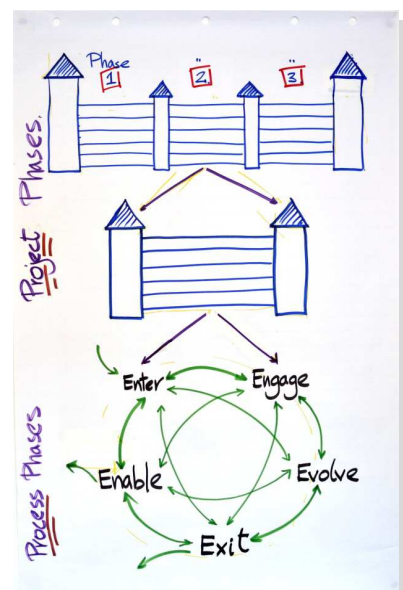 Phase " "
1 2 3
Project Phases.
Enter Engage
Enable Evolve
Exit
Process Phases